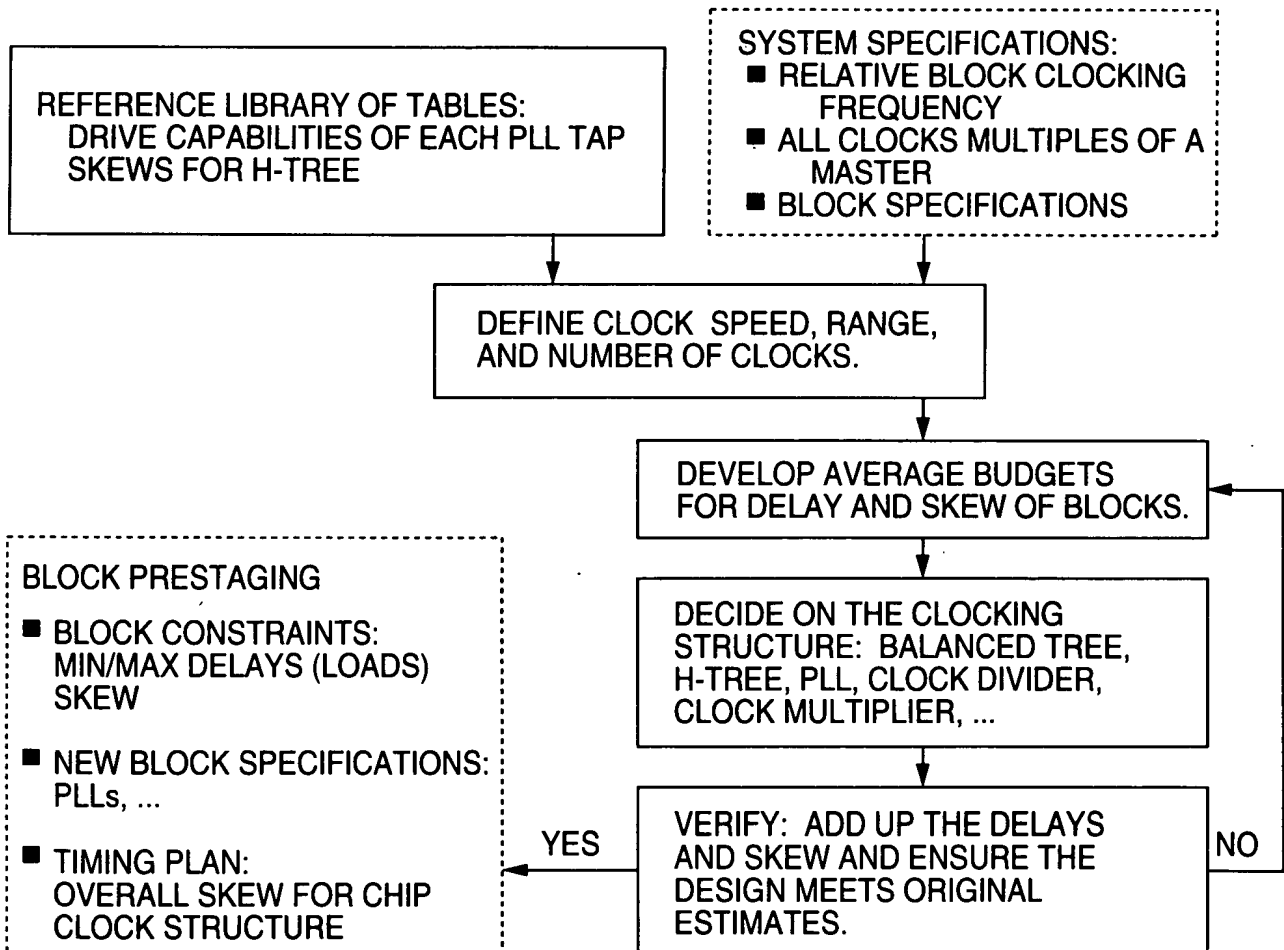 REFERENCE LIBRARY OF TABLES:
DRIVE CAPABILITIES OF EACH PLL TAP
SKEWS FOR H-TREE
SYSTEM SPECIFICATIONS:
■ RELATIVE BLOCK CLOCKING
FREQUENCY
■ ALL CLOCKS MULTIPLES OF A
MASTER
■ BLOCK SPECIFICATIONS
DEFINE CLOCK SPEED, RANGE,
AND NUMBER OF CLOCKS.
DEVELOP AVERAGE BUDGETS
FOR DELAY AND SKEW OF BLOCKS.
DECIDE ON THE CLOCKING
STRUCTURE: BALANCED TREE,
H-TREE, PLL, CLOCK DIVIDER,
CLOCK MULTIPLIER, ...
VERIFY: ADD UP THE DELAYS
AND SKEW AND ENSURE THE
DESIGN MEETS ORIGINAL
ESTIMATES.
NO
YES
BLOCK PRESTAGING
■ BLOCK CONSTRAINTS:
MIN/MAX DELAYS (LOADS)
SKEW
■ NEW BLOCK SPECIFICATIONS:
PLLs, ...
■ TIMING PLAN:
OVERALL SKEW FOR CHIP
CLOCK STRUCTURE